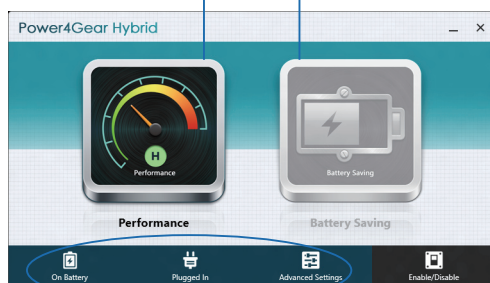 Power4Gear Hybrid
H
Performance
Battery Saving
Performance
Battery Saving
On Battery
Plugged In
Advanced Settings
Enable/Disable